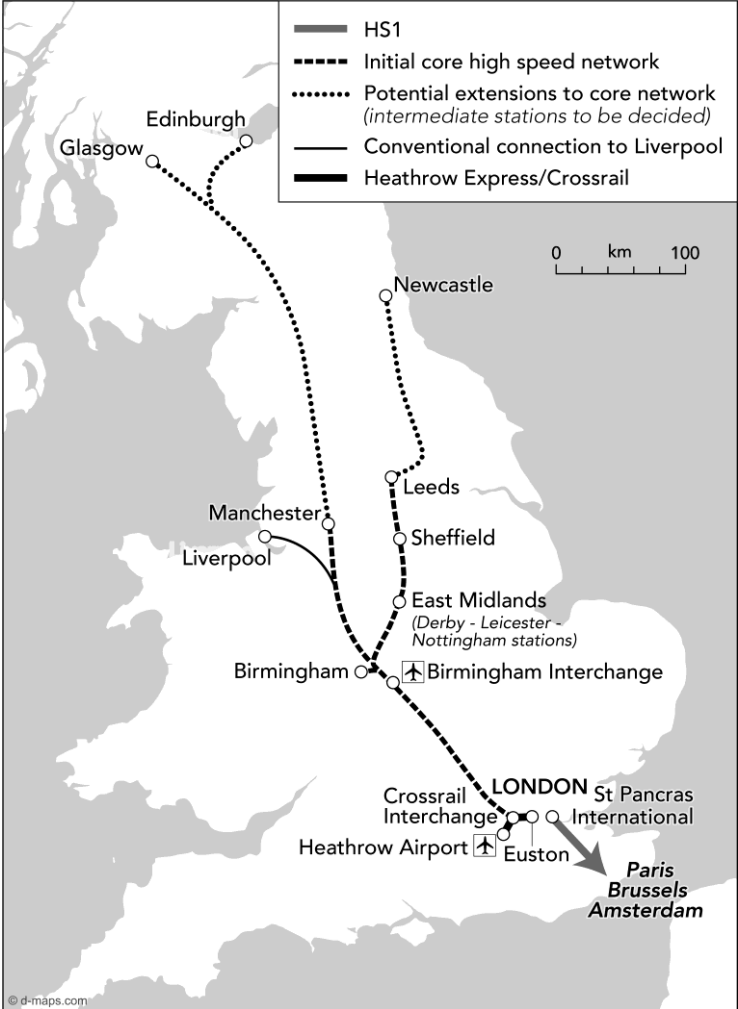 HS1
Initial core high speed network
Potential extensions to core network
(intermediate stations to be decided)
Conventional connection to Liverpool
Heathrow Express/Crossrail
Edinburgh
Glasgow
0 km 100
Newcastle
Leeds
Manchester
Sheffield
Liverpool
East Midlands
(Derby - Leicester -
Nottingham stations)
Birmingham
Birmingham Interchange
LONDON
Crossrail
Interchange
St Pancras
International
Heathrow Airport
Euston
Paris
Brussels
Amsterdam
© d-maps.com